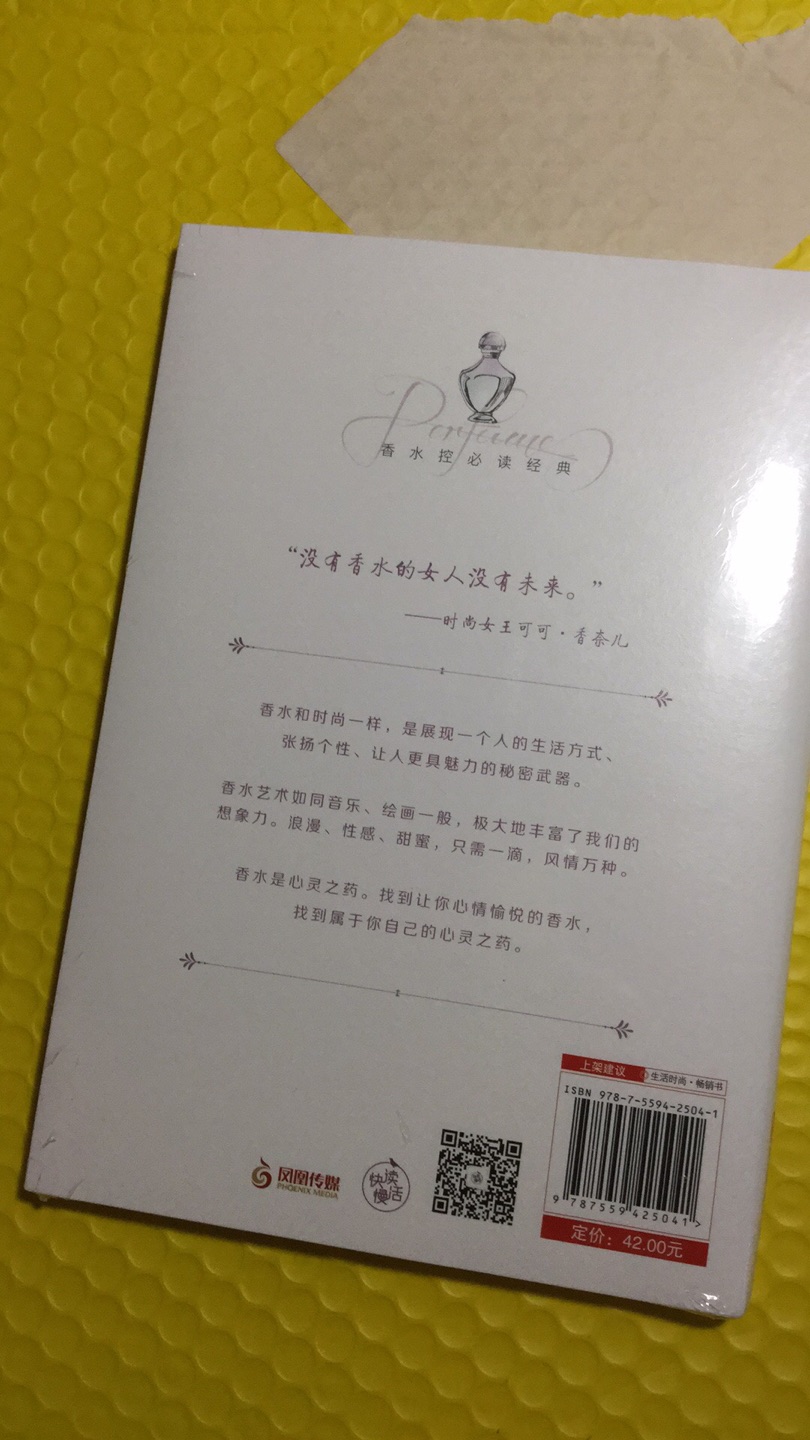 Perfume
香水控必读经典
“没有香水的女人没有未来。”
——时尚女王可可·香奈儿
香水和时尚一样，是展现一个人的生活方式、
张扬个性、让人更具魅力的秘密武器。
香水艺术如同音乐、绘画一般，极大地丰富了我们的
想象力。浪漫、性感、甜蜜，只需一滴，风情万种。
香水是心灵之药。找到让你心情愉悦的香水，
找到属于你自己的心灵之药。
上架建议 生活时尚·畅销书
ISBN 978-7-5594-2504-1
9 787559 425041 >
定价：42.00元
凤凰传媒
PHOENIX MEDIA
快读
慢活